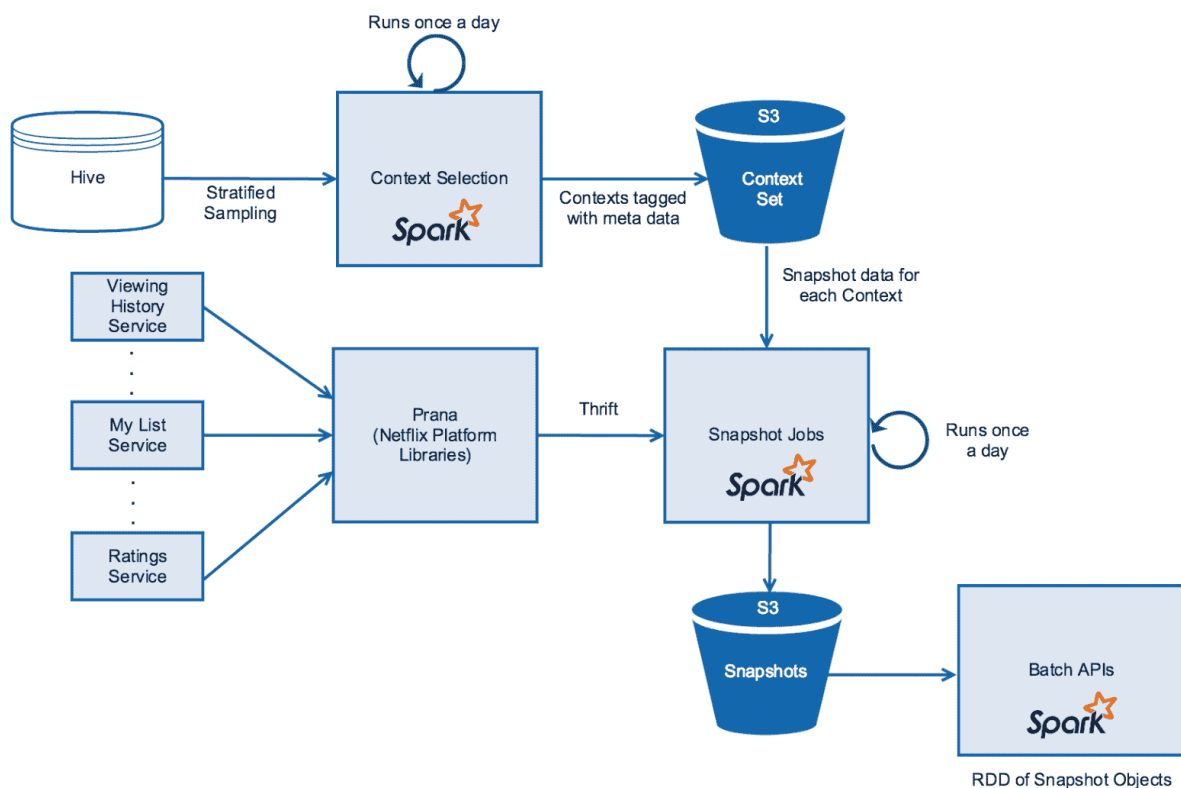 Runs once a day
Hive
Stratified
Sampling
Context Selection
Spark
Contexts tagged
with meta data
S3
Context
Set
Snapshot data for
each Context
Viewing
History
Service
My List
Service
Ratings
Service
Prana
(Netflix Platform
Libraries)
Thrift
Snapshot Jobs
Spark
Runs once
a day
S3
Snapshots
Batch APIs
Spark
RDD of Snapshot Objects